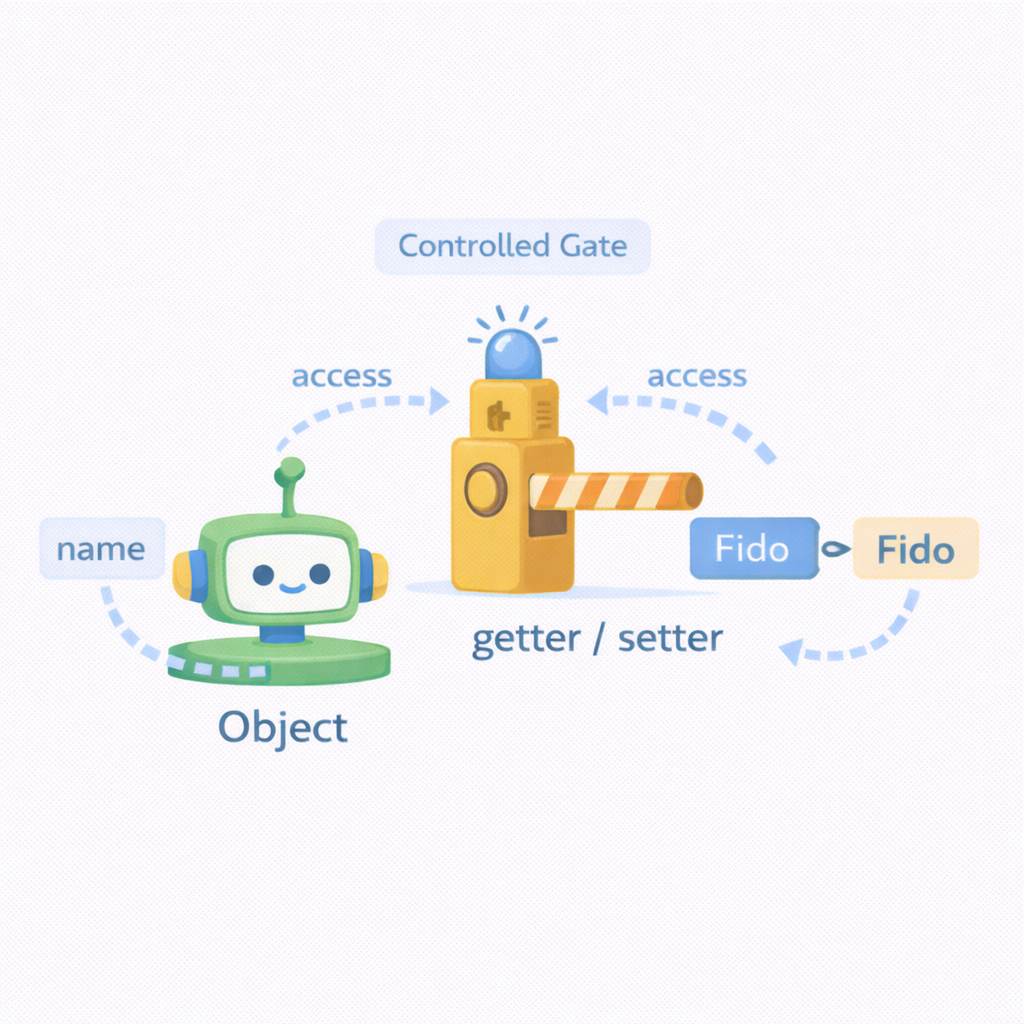 Controlled Gate
access
access
name
Fido
Fido
getter / setter
Object